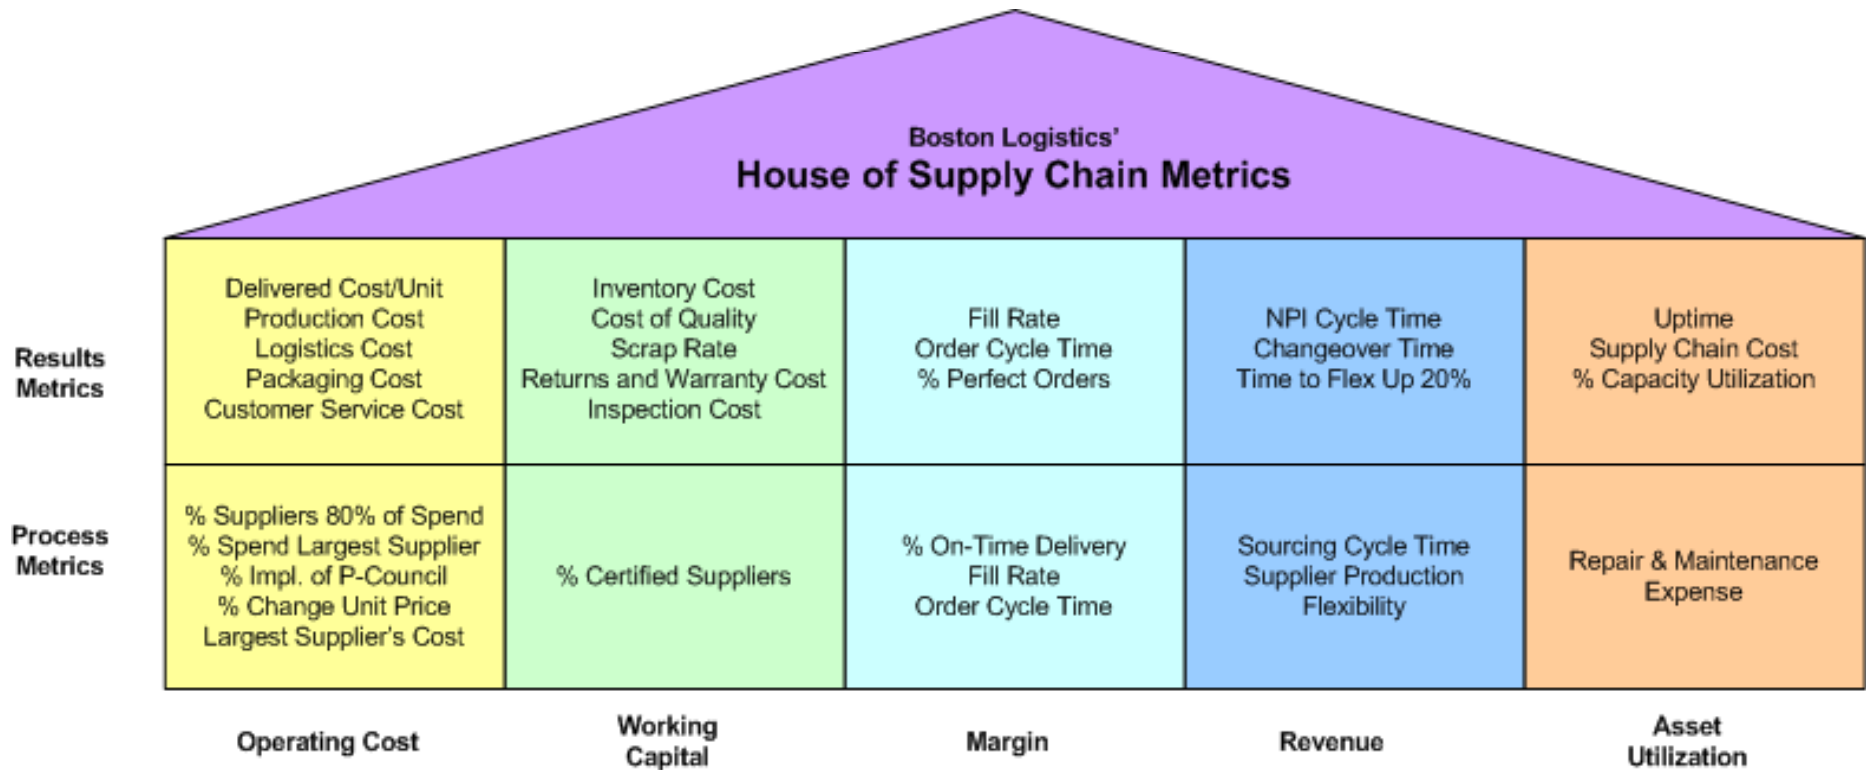 Boston Logistics’
House of Supply Chain Metrics
Results
Metrics
Delivered Cost/Unit
Production Cost
Logistics Cost
Packaging Cost
Customer Service Cost
Inventory Cost
Cost of Quality
Scrap Rate
Returns and Warranty Cost
Inspection Cost
Fill Rate
Order Cycle Time
% Perfect Orders
NPI Cycle Time
Changeover Time
Time to Flex Up 20%
Uptime
Supply Chain Cost
% Capacity Utilization
Process
Metrics
% Suppliers 80% of Spend
% Spend Largest Supplier
% Impl. of P-Council
% Change Unit Price
Largest Supplier’s Cost
% Certified Suppliers
% On-Time Delivery
Fill Rate
Order Cycle Time
Sourcing Cycle Time
Supplier Production
Flexibility
Repair & Maintenance
Expense
Operating Cost
Working
Capital
Margin
Revenue
Asset
Utilization